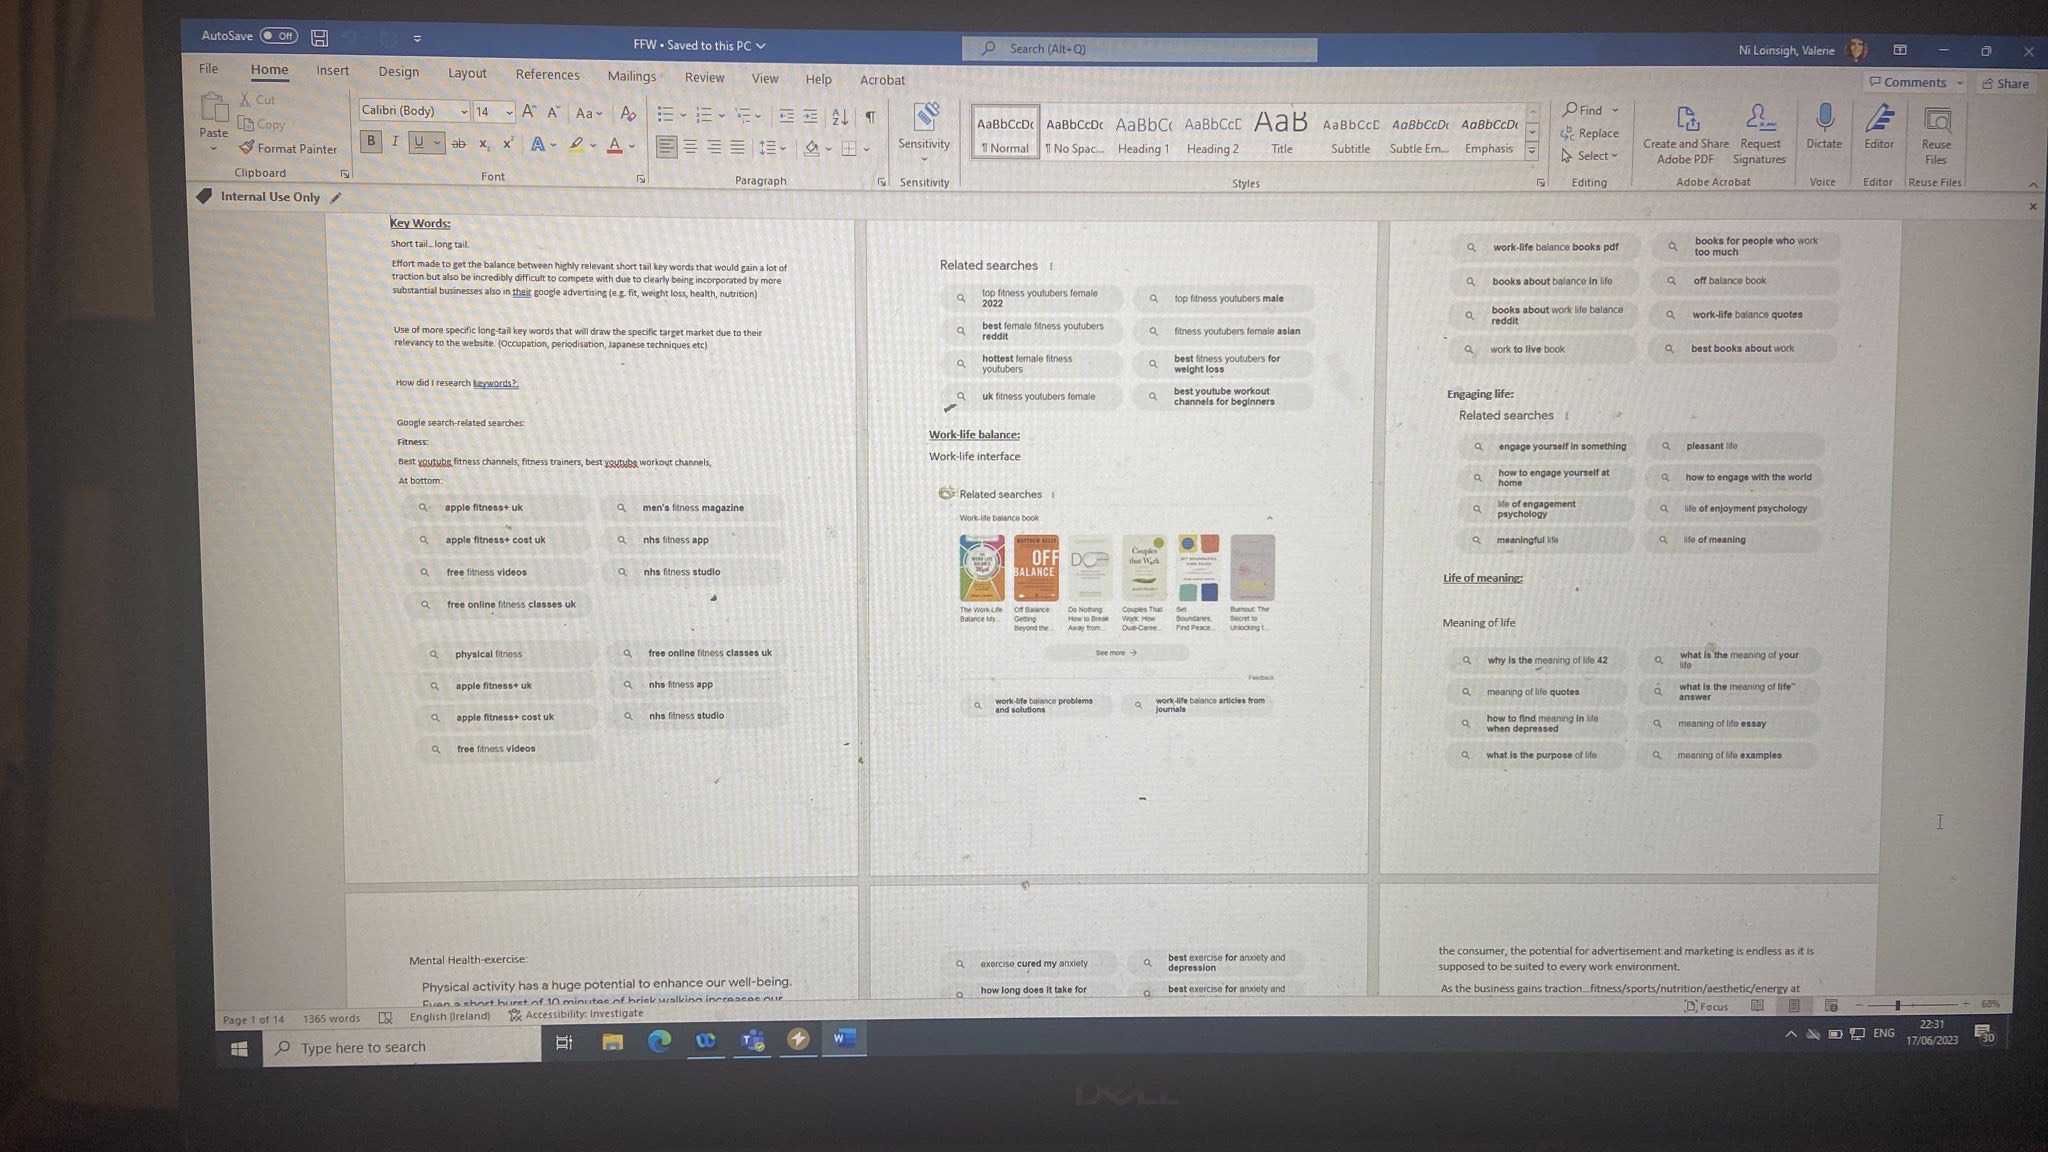 AutoSave Off
FFW • Saved to this PC
Search (Alt+Q)
Ni Loinsigh, Valerie
File Home Insert Design Layout References Mailings Review View Help Acrobat
Comments Share
Paste
Cut
Copy
Format Painter
Clipboard
Calibri (Body) 14
Font
Paragraph
Sensitivity
Sensitivity
AaBbCcDc AaBbCcDc AaBbCc AaBbCcD AaB AaBbCcD AaBbCcDc AaBbCcDc
¶ Normal ¶ No Spac... Heading 1 Heading 2 Title Subtitle Subtle Em... Emphasis
Styles
Find
Replace
Select
Editing
Create and Share
Adobe PDF
Request
Signatures
Adobe Acrobat
Dictate
Voice
Editor
Editor
Reuse
Files
Reuse Files
Internal Use Only
Key Words:
Short tail...long tail.
Effort made to get the balance between highly relevant short tail key words that would gain a lot of
traction but also be incredibly difficult to compete with due to clearly being incorporated by more
substantial businesses also in their google advertising (e.g. fit, weight loss, health, nutrition)
Use of more specific long-tail key words that will draw the specific target market due to their
relevancy to the website. (Occupation, periodisation, Japanese techniques etc)
How did I research keywords?:
Google search-related searches:
Fitness:
Best youtube fitness channels, fitness trainers, best youtube workout channels,
At bottom:
apple fitness+ uk
men's fitness magazine
apple fitness+ cost uk
nhs fitness app
free fitness videos
nhs fitness studio
free online fitness classes uk
physical fitness
free online fitness classes uk
apple fitness+ uk
nhs fitness app
apple fitness+ cost uk
nhs fitness studio
free fitness videos
Related searches
top fitness youtubers female
2022
top fitness youtubers male
best female fitness youtubers
reddit
fitness youtubers female asian
hottest female fitness
youtubers
best fitness youtubers for
weight loss
uk fitness youtubers female
best youtube workout
channels for beginners
Work-life balance:
Work-life interface
Related searches
Work-life balance book
MATTHEW KELLY
OFF
BALANCE
Couples
that Work
The Work-Life
Balance My...
Off Balance:
Getting
Beyond the...
Do Nothing:
How to Break
Away from...
Couples That
Work: How
Dual-Caree...
Set
Boundaries,
Find Peace...
Burnout: The
Secret to
Unlocking t...
See more
Feedback
work-life balance problems
and solutions
work-life balance articles from
journals
work-life balance books pdf
books for people who work
too much
books about balance in life
off balance book
books about work life balance
reddit
work-life balance quotes
work to live book
best books about work
Engaging life:
Related searches
engage yourself in something
pleasant life
how to engage yourself at
home
how to engage with the world
life of engagement
psychology
life of enjoyment psychology
meaningful life
life of meaning
Life of meaning:
Meaning of life
why is the meaning of life 42
what is the meaning of your
life
meaning of life quotes
what is the meaning of life"
answer
how to find meaning in life
when depressed
meaning of life essay
what is the purpose of life
meaning of life examples
Mental Health-exercise:
Physical activity has a huge potential to enhance our well-being.
Even a short burst of 10 minutes of brisk walking increases our
exercise cured my anxiety
best exercise for anxiety and
depression
how long does it take for
best exercise for anxiety and
the consumer, the potential for advertisement and marketing is endless as it is
supposed to be suited to every work environment.
As the business gains traction...fitness/sports/nutrition/aesthetic/energy at
Page 1 of 14 1365 words English (Ireland) Accessibility: Investigate
Focus 68%
Type here to search
ENG
22:31
17/06/2023
30
DELL